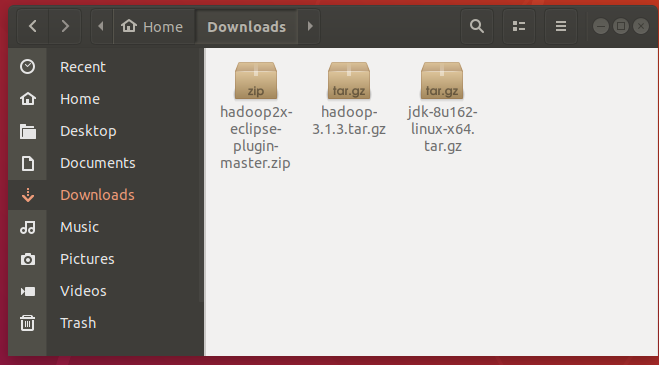 Home
Downloads
Recent
Home
Desktop
Documents
Downloads
Music
Pictures
Videos
Trash
zip
hadoop2x-
eclipse-
plugin-
master.zip
tar.gz
hadoop-
3.1.3.tar.gz
tar.gz
jdk-8u162-
linux-x64.
tar.gz